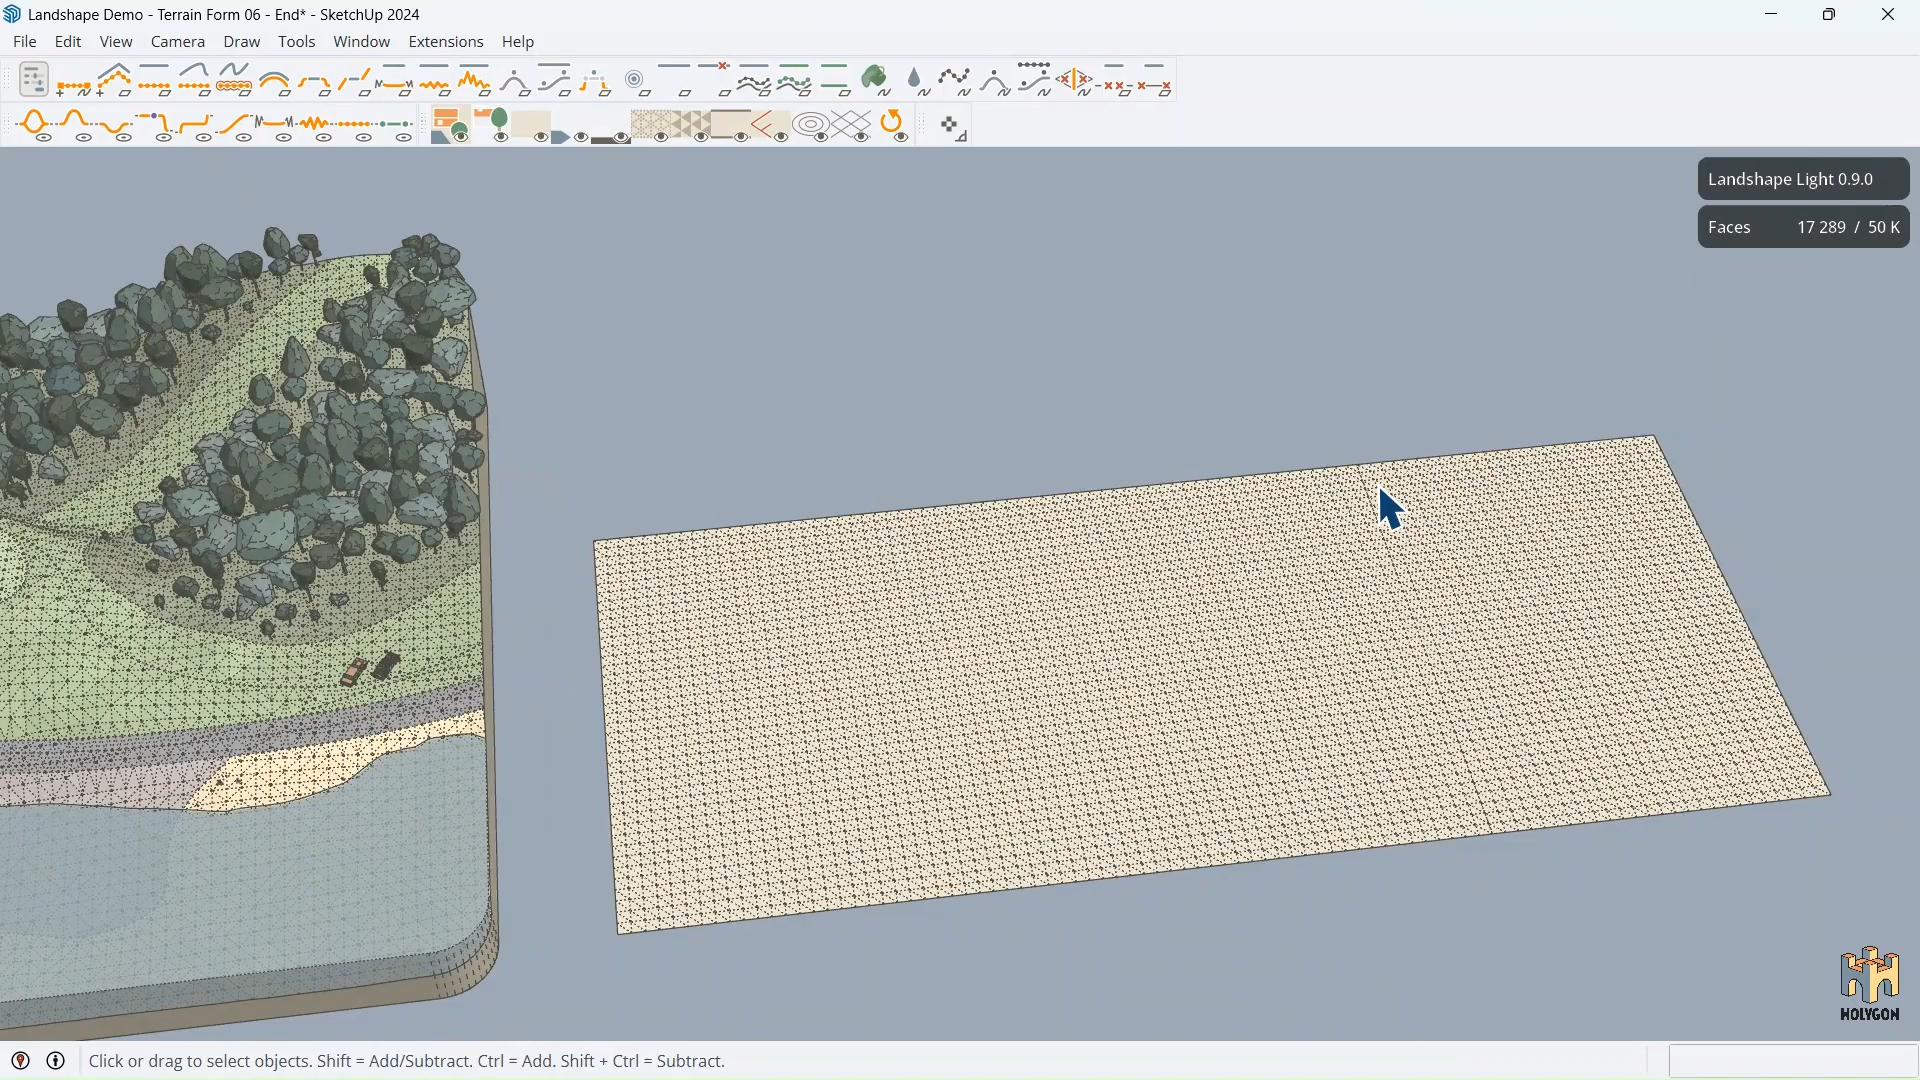 Landshape Demo - Terrain Form 06 - End* - SketchUp 2024
File Edit View Camera Draw Tools Window Extensions Help
Landshape Light 0.9.0
Faces 17 289 / 50 K
HOLYGON
Click or drag to select objects. Shift = Add/Subtract. Ctrl = Add. Shift + Ctrl = Subtract.